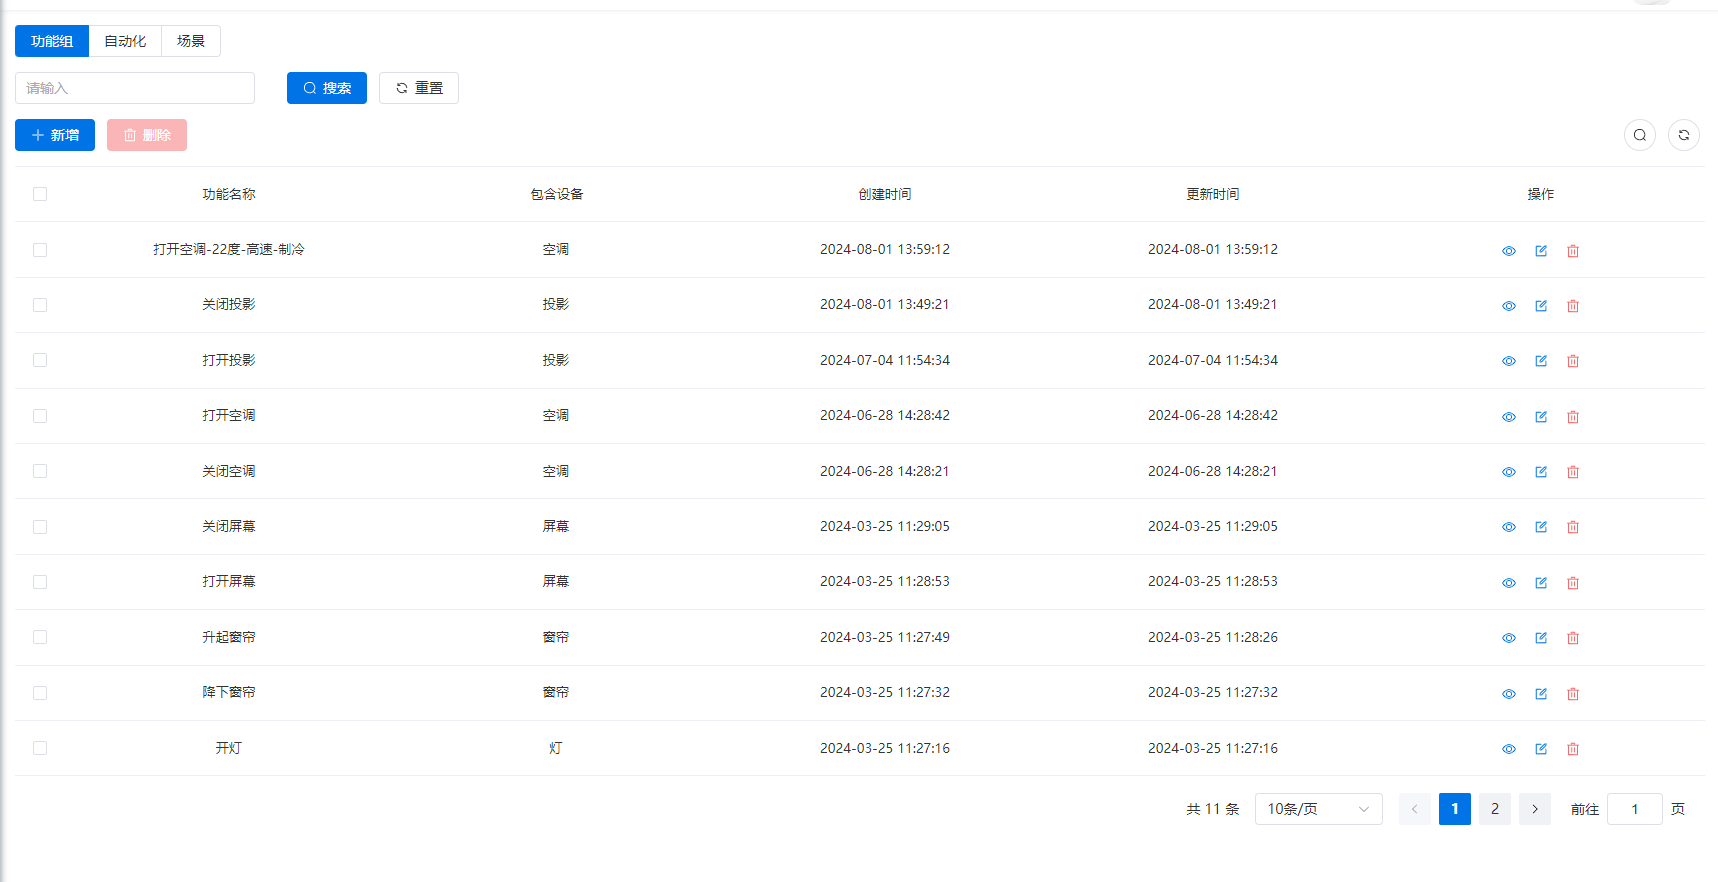 功能组 自动化 场景
请输入 搜索 重置
新增 删除
功能名称 包含设备 创建时间 更新时间 操作
打开空调-22度-高速-制冷 空调 2024-08-01 13:59:12 2024-08-01 13:59:12
关闭投影 投影 2024-08-01 13:49:21 2024-08-01 13:49:21
打开投影 投影 2024-07-04 11:54:34 2024-07-04 11:54:34
打开空调 空调 2024-06-28 14:28:42 2024-06-28 14:28:42
关闭空调 空调 2024-06-28 14:28:21 2024-06-28 14:28:21
关闭屏幕 屏幕 2024-03-25 11:29:05 2024-03-25 11:29:05
打开屏幕 屏幕 2024-03-25 11:28:53 2024-03-25 11:28:53
升起窗帘 窗帘 2024-03-25 11:27:49 2024-03-25 11:28:26
降下窗帘 窗帘 2024-03-25 11:27:32 2024-03-25 11:27:32
开灯 灯 2024-03-25 11:27:16 2024-03-25 11:27:16
共 11 条 10条/页 1 2 前往 1 页